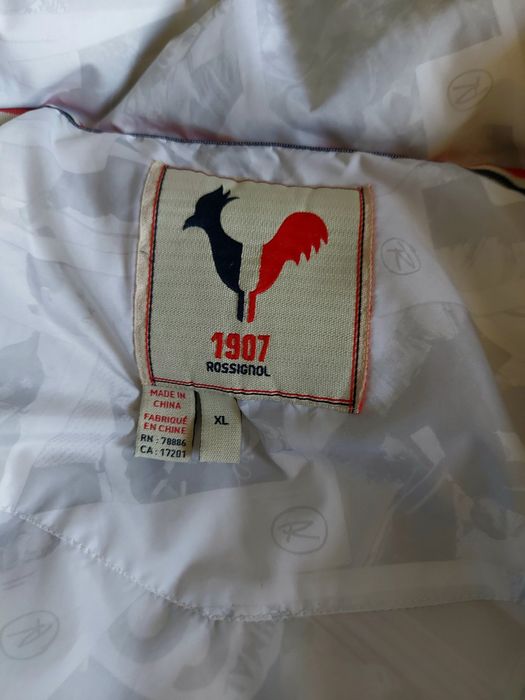 1907
ROSSIGNOL
MADE IN
CHINA
FABRIQUÉ
EN CHINE
RN : 78886
CA : 17201
XL
R
R
R
R